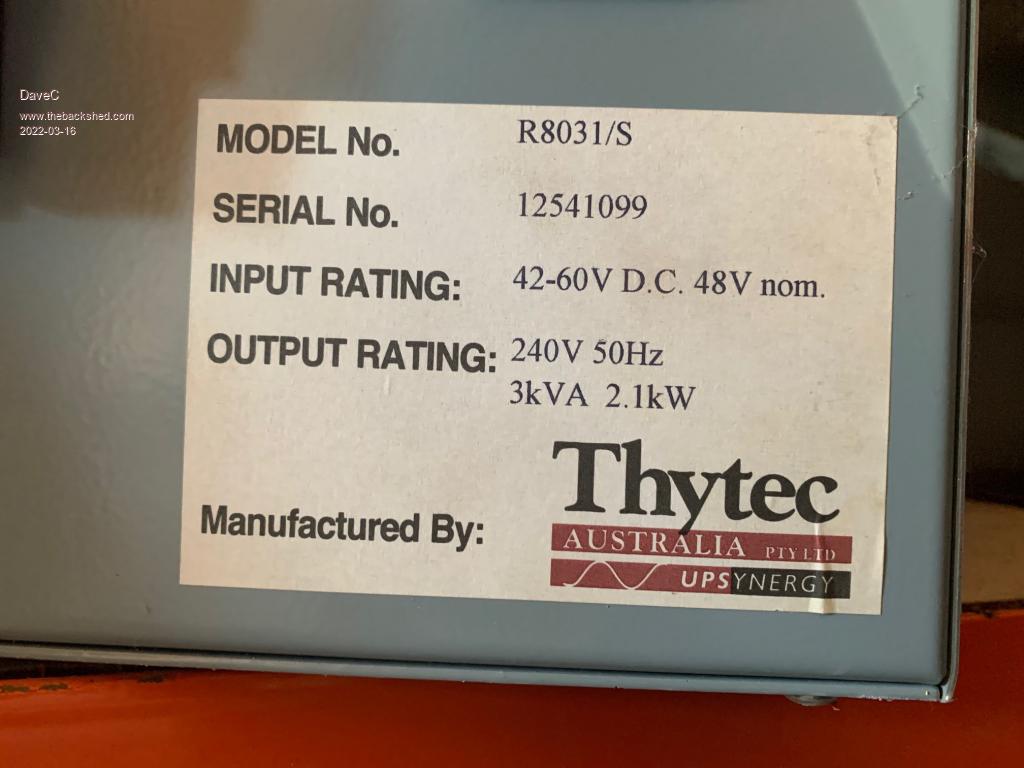 DaveC
www.thebackshed.com
2022-03-16
MODEL No. R8031/S
SERIAL No. 12541099
INPUT RATING: 42-60V D.C. 48V nom.
OUTPUT RATING: 240V 50Hz
3kVA 2.1kW
Manufactured By:
Thytec
AUSTRALIA PTY LTD
UPSYNERGY